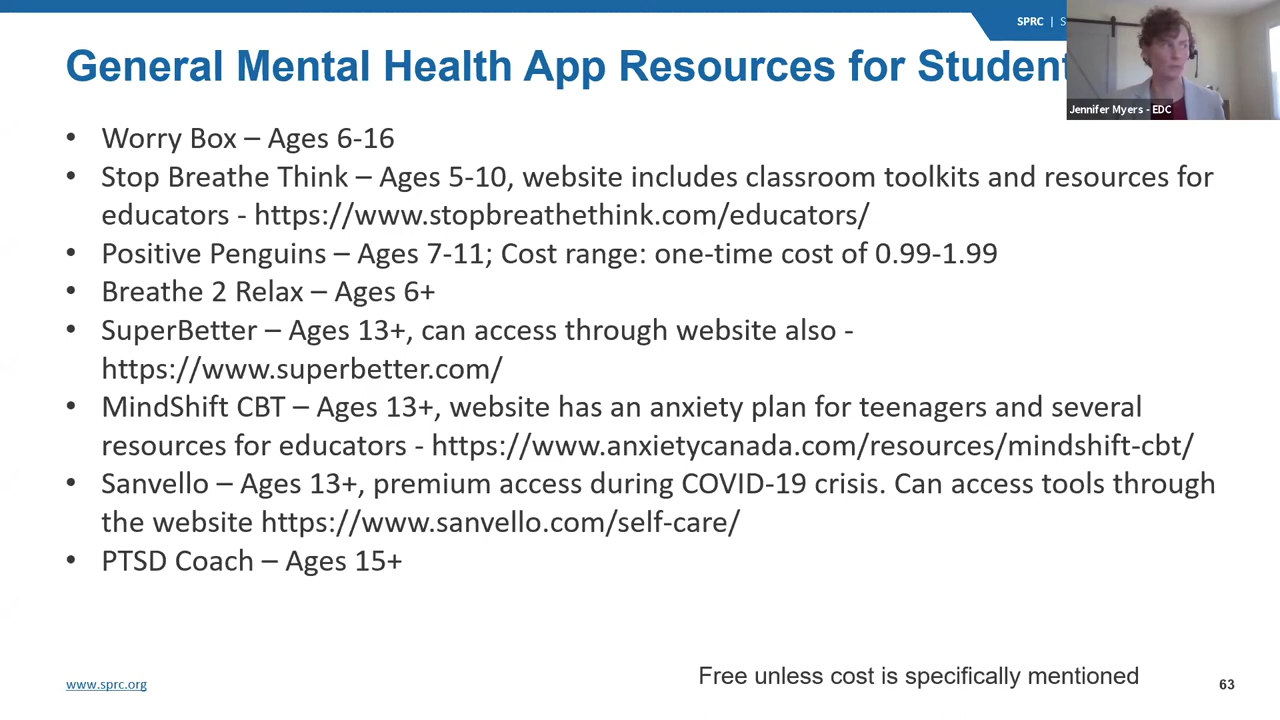 SPRC | S
General Mental Health App Resources for Student
Jennifer Myers - EDC
• Worry Box – Ages 6-16
• Stop Breathe Think – Ages 5-10, website includes classroom toolkits and resources for
educators - https://www.stopbreathethink.com/educators/
• Positive Penguins – Ages 7-11; Cost range: one-time cost of 0.99-1.99
• Breathe 2 Relax – Ages 6+
• SuperBetter – Ages 13+, can access through website also -
https://www.superbetter.com/
• MindShift CBT – Ages 13+, website has an anxiety plan for teenagers and several
resources for educators - https://www.anxietycanada.com/resources/mindshift-cbt/
• Sanvello – Ages 13+, premium access during COVID-19 crisis. Can access tools through
the website https://www.sanvello.com/self-care/
• PTSD Coach – Ages 15+
Free unless cost is specifically mentioned
www.sprc.org
63